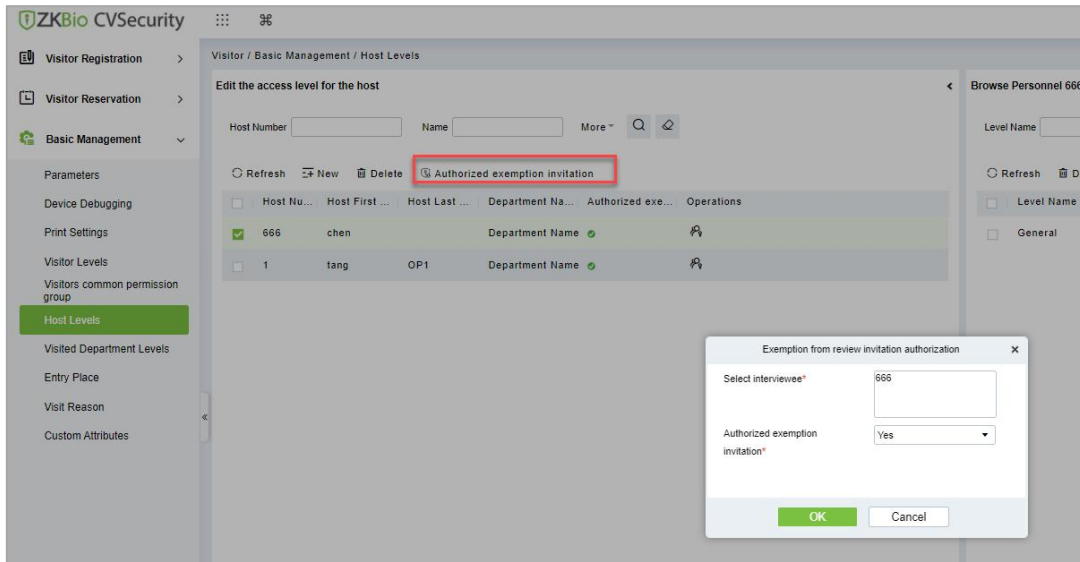 ZKBio CVSecurity
Visitor Registration
Visitor Reservation
Basic Management
Parameters
Device Debugging
Print Settings
Visitor Levels
Visitors common permission
group
Host Levels
Visited Department Levels
Entry Place
Visit Reason
Custom Attributes
Visitor / Basic Management / Host Levels
Edit the access level for the host
Host Number Name More
Refresh New Delete Authorized exemption invitation
Host Nu... Host First ... Host Last ... Department Na... Authorized exe... Operations
666 chen Department Name
1 tang OP1 Department Name
Browse Personnel 666
Level Name
Refresh D
Level Name
General
Exemption from review invitation authorization
Select interviewee* 666
Authorized exemption
invitation*
Yes
OK Cancel